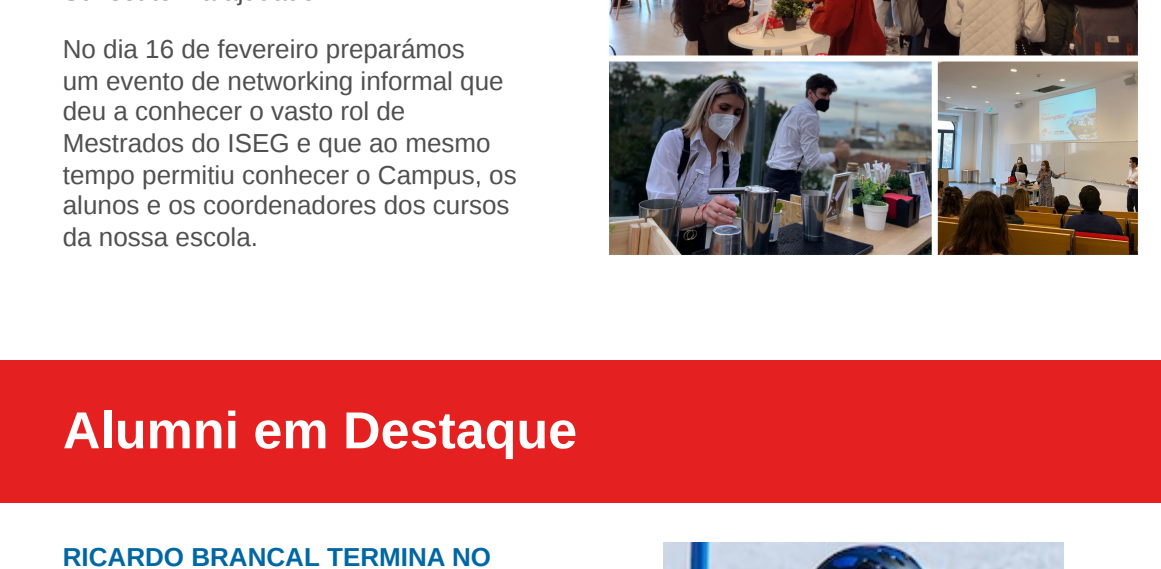 No dia 16 de fevereiro preparámos
um evento de networking informal que
deu a conhecer o vasto rol de
Mestrados do ISEG e que ao mesmo
tempo permitiu conhecer o Campus, os
alunos e os coordenadores dos cursos
da nossa escola.
Alumni em Destaque
RICARDO BRANCAL TERMINA NO